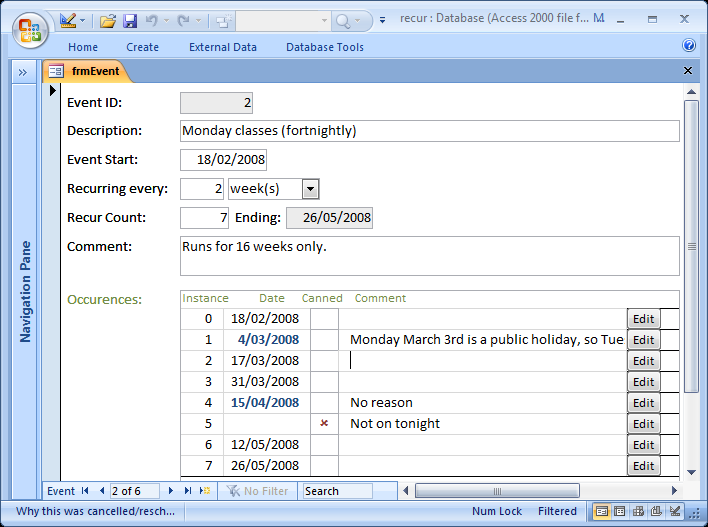 recur : Database (Access 2000 file f... M
Home Create External Data Database Tools
frmEvent
Navigation Pane
Event ID: 2
Description: Monday classes (fortnightly)
Event Start: 18/02/2008
Recurring every: 2 week(s)
Recur Count: 7 Ending: 26/05/2008
Comment: Runs for 16 weeks only.
Occurences: Instance Date Canned Comment
0 18/02/2008 Edit
1 4/03/2008 Monday March 3rd is a public holiday, so Tue Edit
2 17/03/2008 Edit
3 31/03/2008 Edit
4 15/04/2008 No reason Edit
5 Not on tonight Edit
6 12/05/2008 Edit
7 26/05/2008 Edit
Event 2 of 6 No Filter Search
Why this was cancelled/resch... Num Lock Filtered